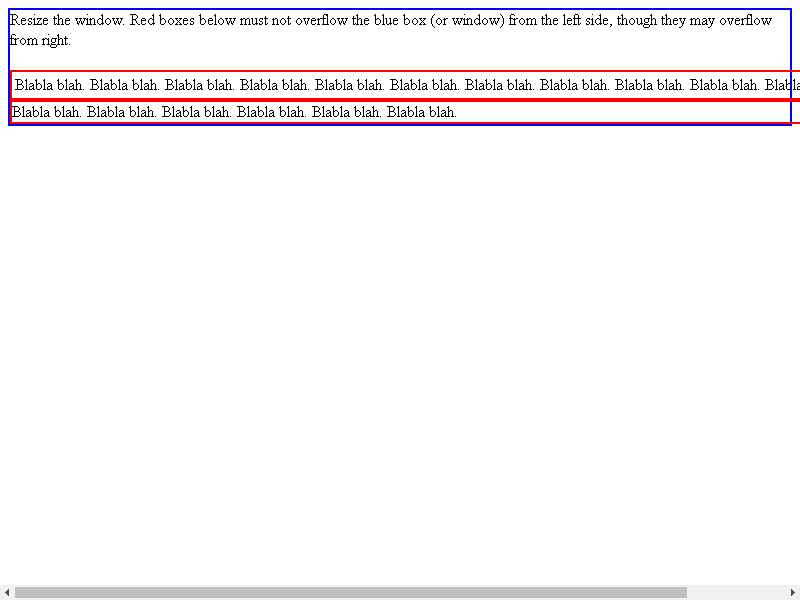 Resize the window. Red boxes below must not overflow the blue box (or window) from the left side, though they may overflow
from right.
Blabla blah. Blabla blah. Blabla blah. Blabla blah. Blabla blah. Blabla blah. Blabla blah. Blabla blah. Blabla blah. Blabla blah. Blabla
Blabla blah. Blabla blah. Blabla blah. Blabla blah. Blabla blah. Blabla blah.